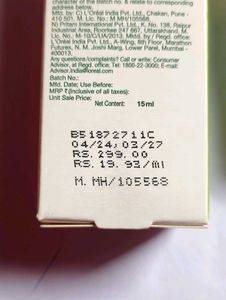 character of the batch no. & relate to corresponding
address below.
Mfd. by : C) L'Oréal India Pvt. Ltd., Chakan, Pune -
410 501, M. Lic. No.: MH/105568.
N) Pritam International Pvt. Ltd., K. No. 138, Raipur
Industrial Area, Roorkee 247 667, Uttarakhand. M.
Lic. No.: M-10/CUA/2013. Mktd. by / Regd. office:
L'Oréal India Pvt. Ltd., A-Wing, 8th Floor, Marathon
Futurex, N. M. Joshi Marg, Lower Parel, Mumbai -
400013.
Any questions/complaints? Call or write: Consumer
Advisor, at Regd. office; Tel: 1800-22-3000; E-mail:
Advisor.India@loreal.com
Batch No.:
Mfd. Date; Use Before:
MRP ₹ (Inclusive of all taxes):
Unit Sale Price:
Net Content: 15ml
B51872711C
04/24; 03/27
RS. 299.00
RS. 19.93/ml
M. MH/105568